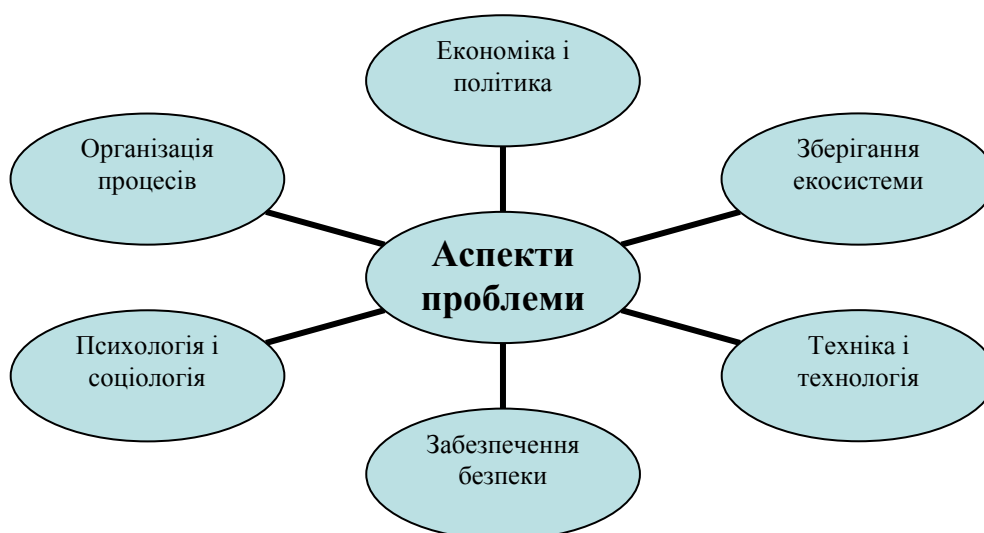 Економіка і
політика
Організація
процесів
Зберігання
екосистеми
Аспекти
проблеми
Психологія і
соціологія
Техніка і
технологія
Забезпечення
безпеки